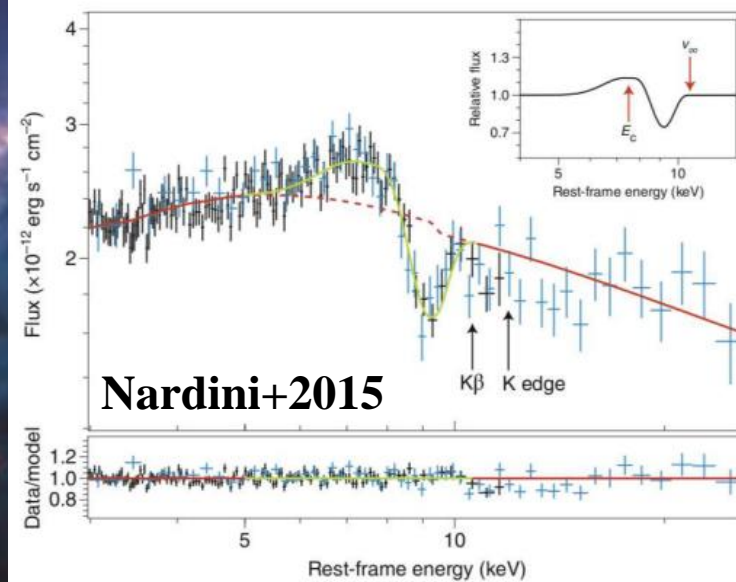 4
3
2
Flux (×10⁻¹² erg s⁻¹ cm⁻²)
1.3
1.0
0.7
Relative flux
v∞
E꜀
5
10
Rest-frame energy (keV)
Kβ
K edge
Nardini+2015
1.2
1.0
0.8
Data/model
5
10
Rest-frame energy (keV)